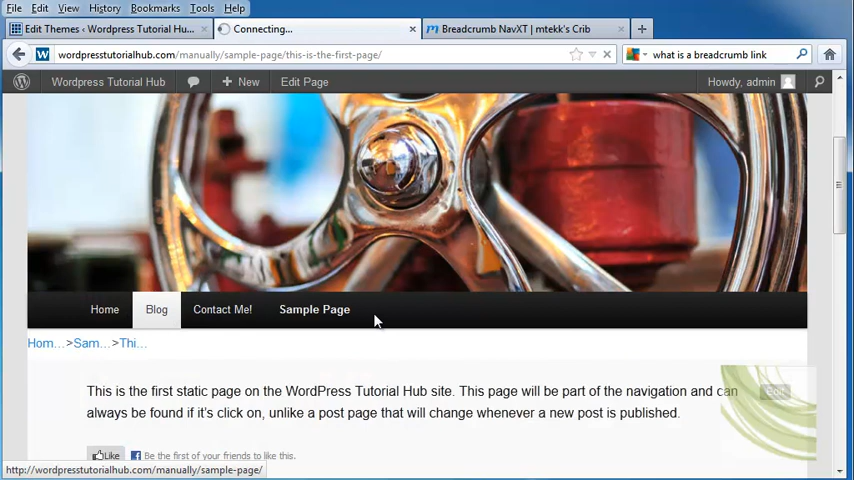 File Edit View History Bookmarks Tools Help
Edit Themes ‹ Wordpress Tutorial Hu... × Connecting... × Breadcrumb NavXT | mtekk's Crib × +
wordpresstutorialhub.com/manually/sample-page/this-is-the-first-page/ what is a breadcrumb link
Wordpress Tutorial Hub + New Edit Page Howdy, admin
Home Blog Contact Me! Sample Page
Hom... >Sam... >Thi...
Edit
This is the first static page on the WordPress Tutorial Hub site. This page will be part of the navigation and can
always be found if it's click on, unlike a post page that will change whenever a new post is published.
Like Be the first of your friends to like this.
http://wordpresstutorialhub.com/manually/sample-page/